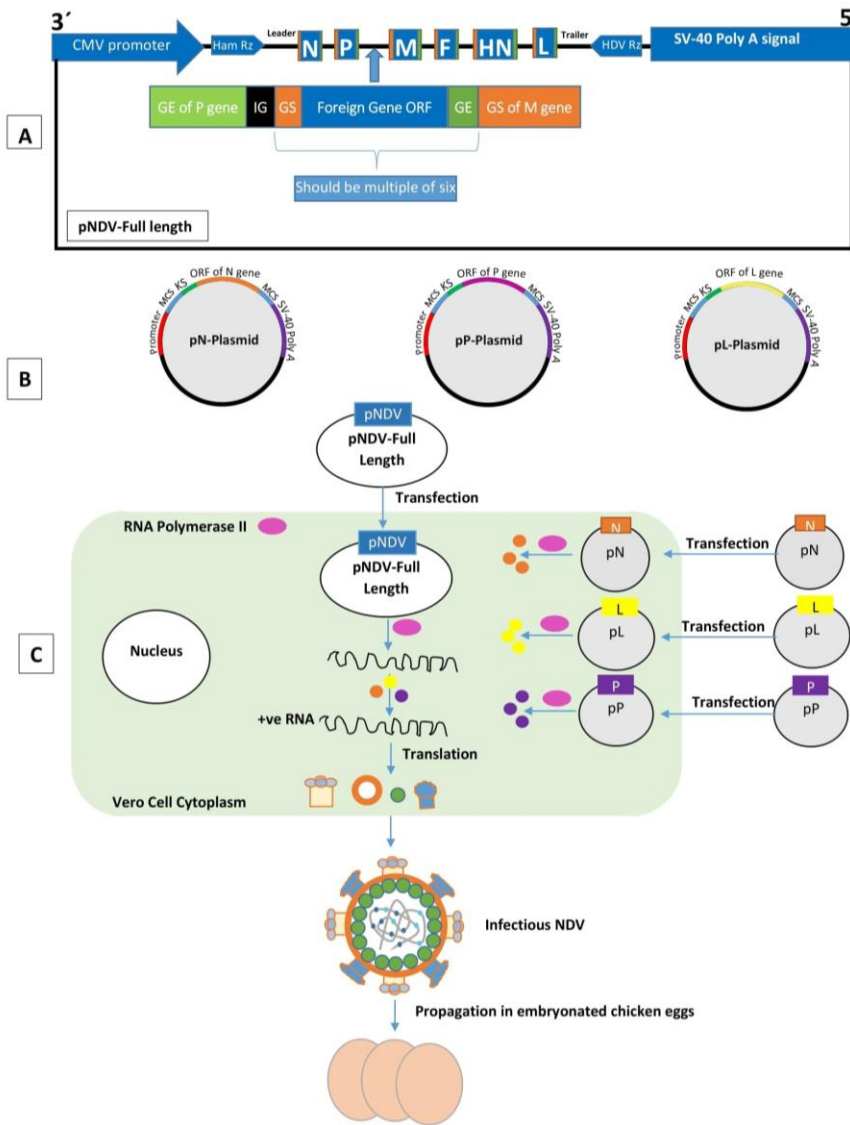 3´ 5
CMV promoter Ham Rz Leader N P M F HN L Trailer HDV Rz SV-40 Poly A signal
GE of P gene IG GS Foreign Gene ORF GE GS of M gene
A
Should be multiple of six
pNDV-Full length
Promoter MCS KS ORF of N gene MCS SV-40 Poly A
pN-Plasmid
Promoter MCS KS ORF of P gene MCS SV-40 Poly A
pP-Plasmid
Promoter MCS KS ORF of L gene MCS SV-40 Poly A
pL-Plasmid
B
pNDV
pNDV-Full
Length
Transfection
RNA Polymerase II
pNDV
pNDV-Full
Length
N
pN
Transfection
N
pN
L
pL
Transfection
L
pL
P
pP
Transfection
P
pP
C
Nucleus
+ve RNA
Translation
Vero Cell Cytoplasm
Infectious NDV
Propagation in embryonated chicken eggs